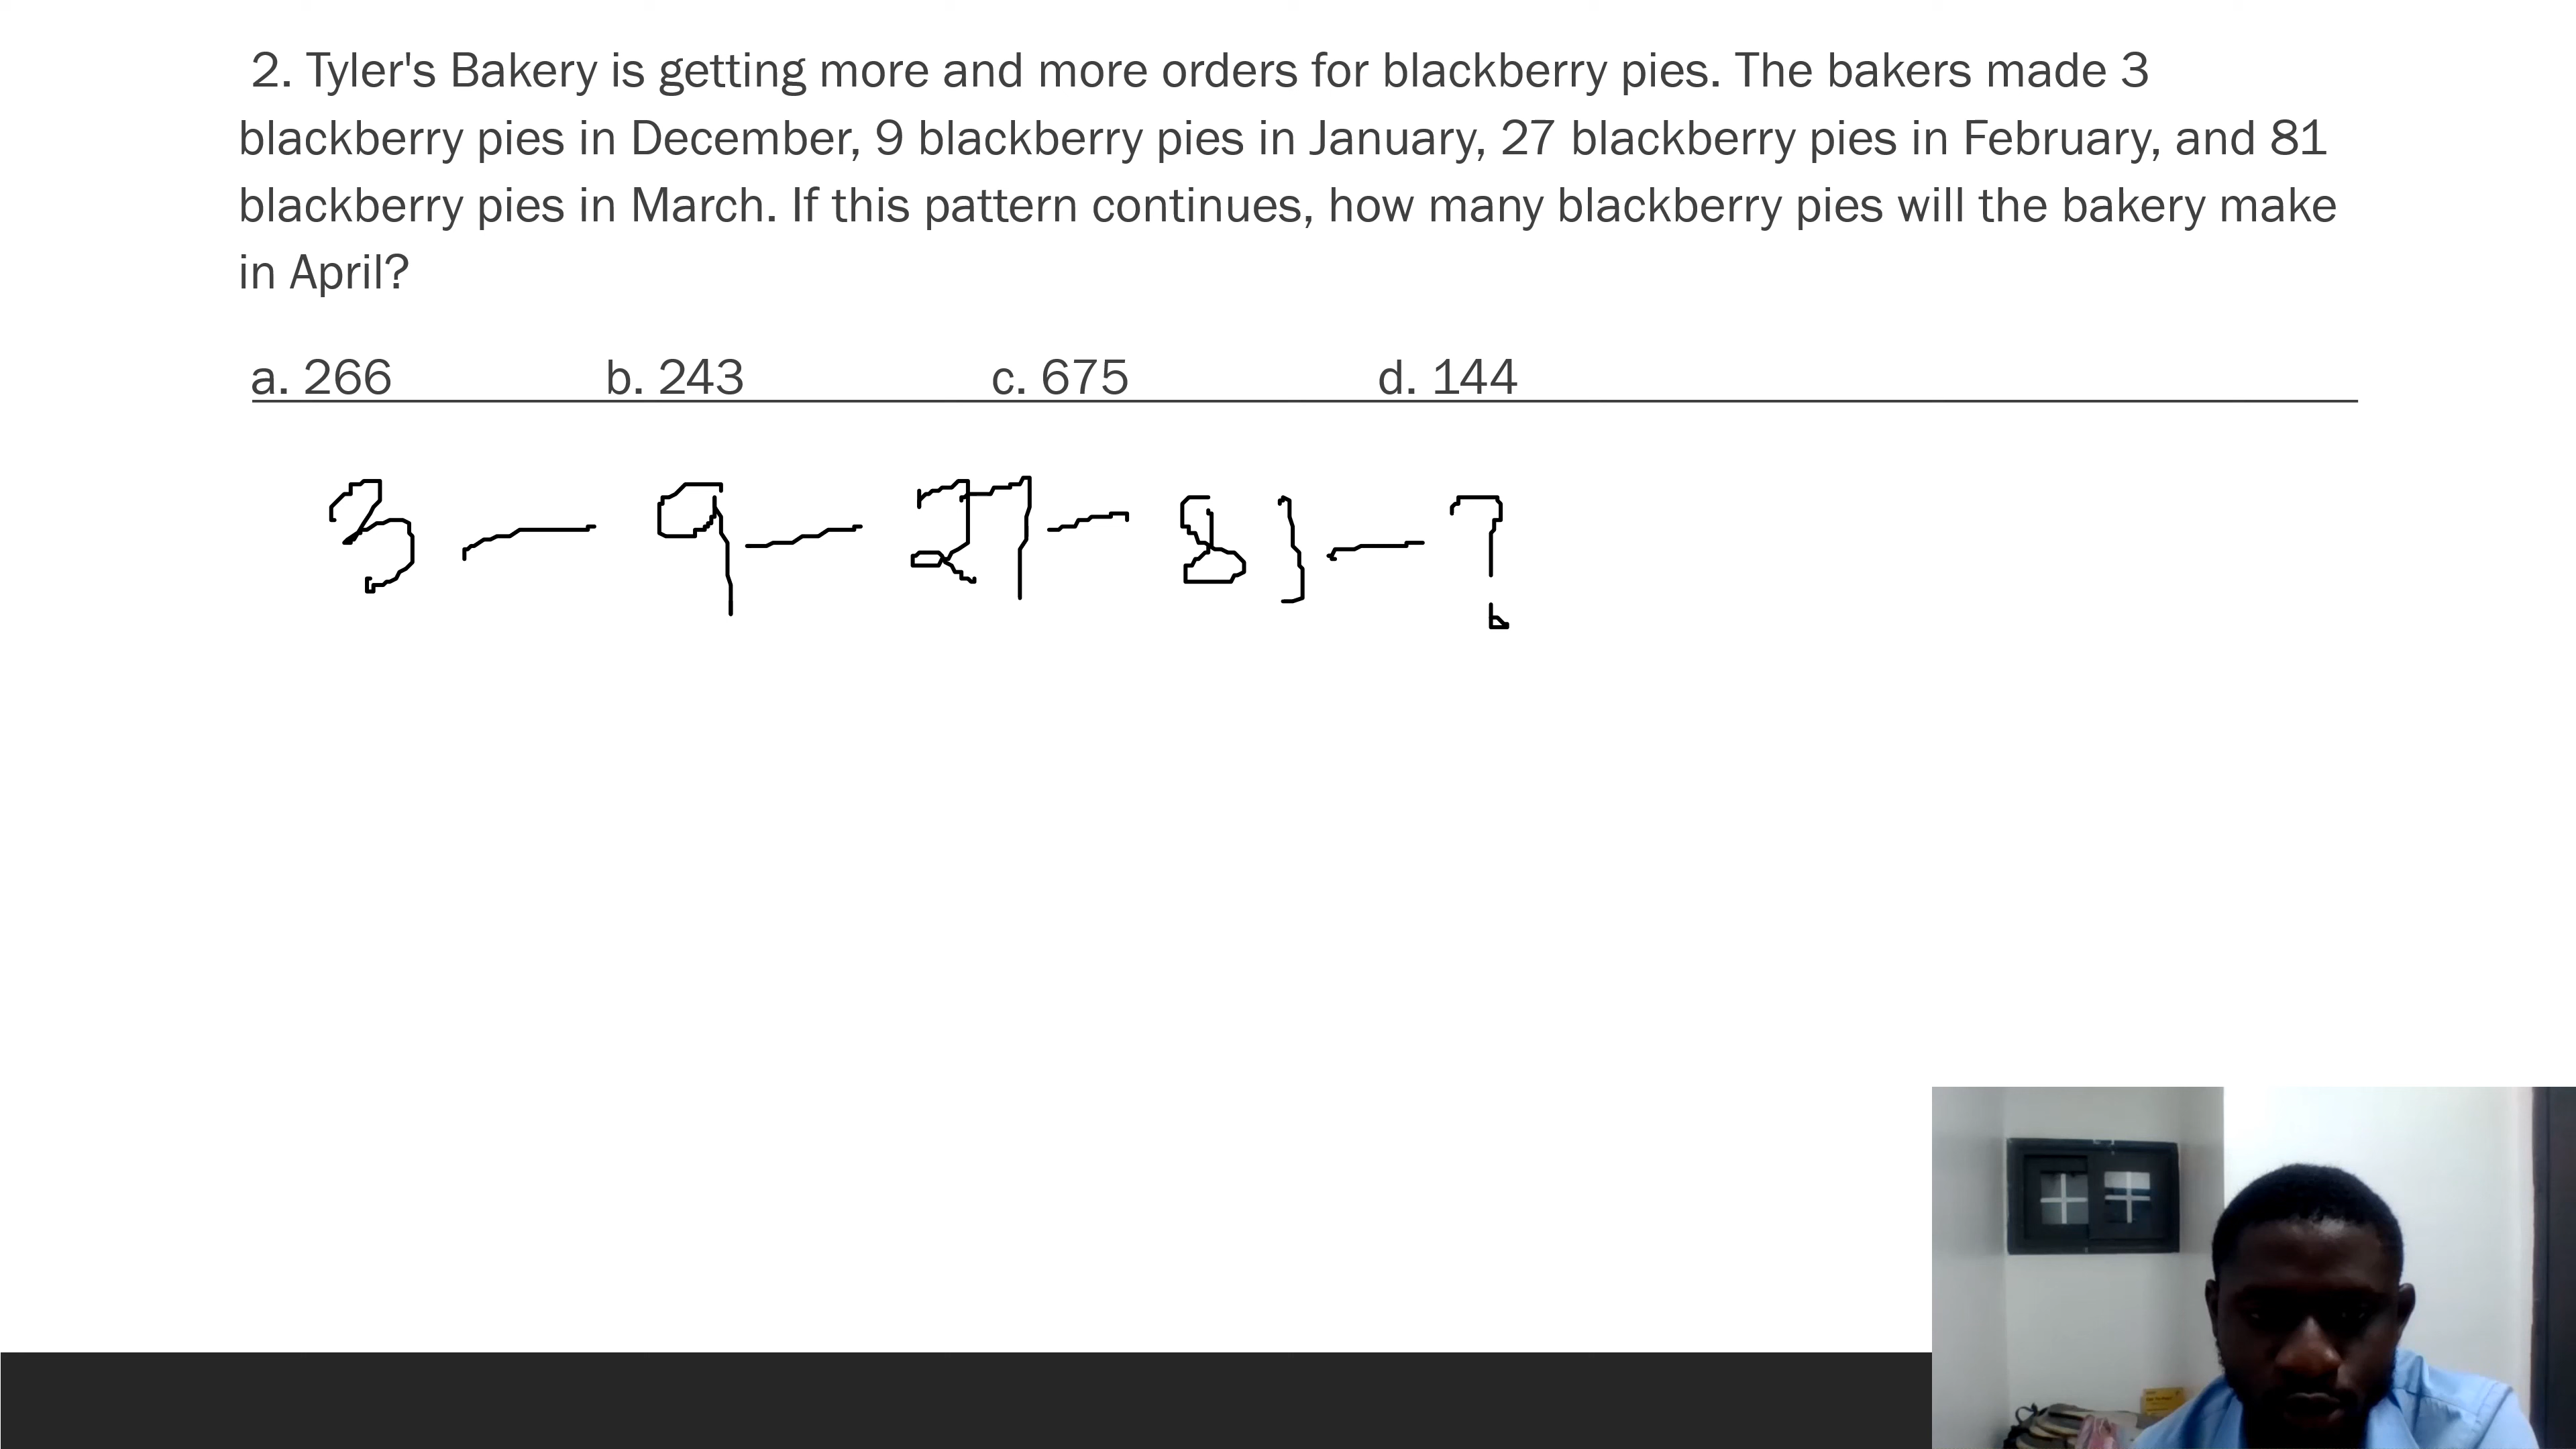 2. Tyler's Bakery is getting more and more orders for blackberry pies. The bakers made 3
blackberry pies in December, 9 blackberry pies in January, 27 blackberry pies in February, and 81
blackberry pies in March. If this pattern continues, how many blackberry pies will the bakery make
in April?
a. 266 b. 243 c. 675 d. 144
3 — 9 — 27 — 81 — ?